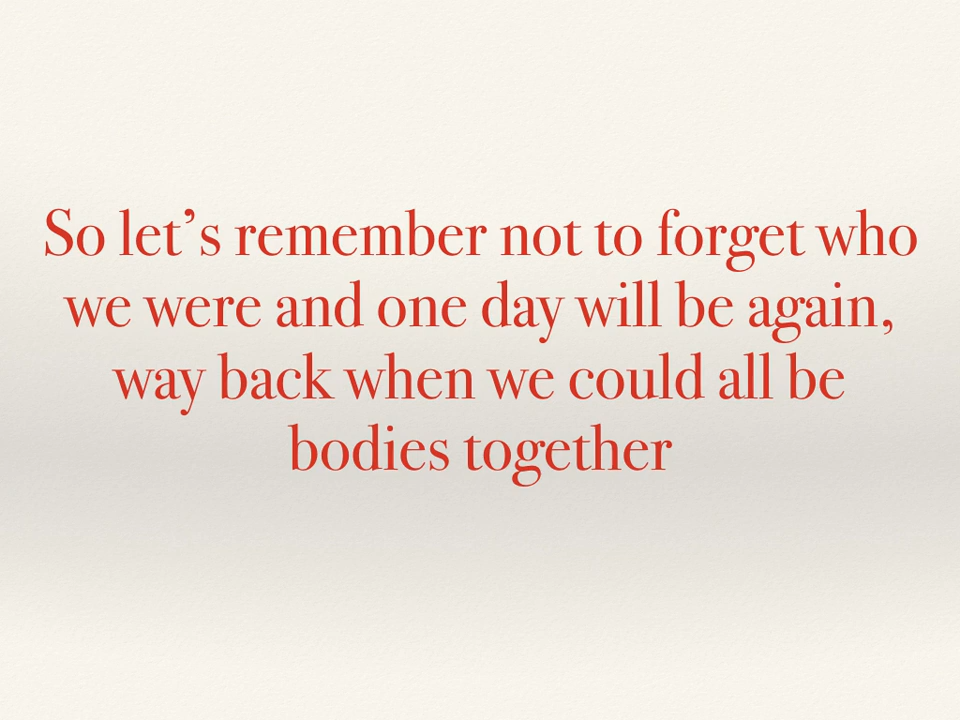 So let’s remember not to forget who
we were and one day will be again,
way back when we could all be
bodies together